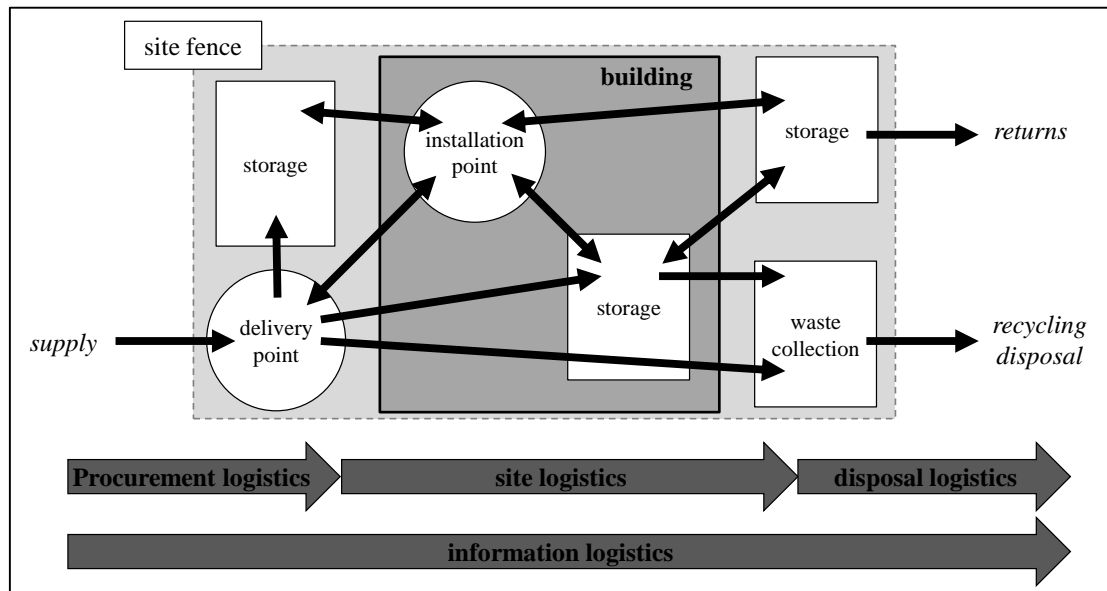 site fence
building
installation
point
storage
storage
returns
storage
supply
delivery
point
waste
collection
recycling
disposal
Procurement logistics
site logistics
disposal logistics
information logistics